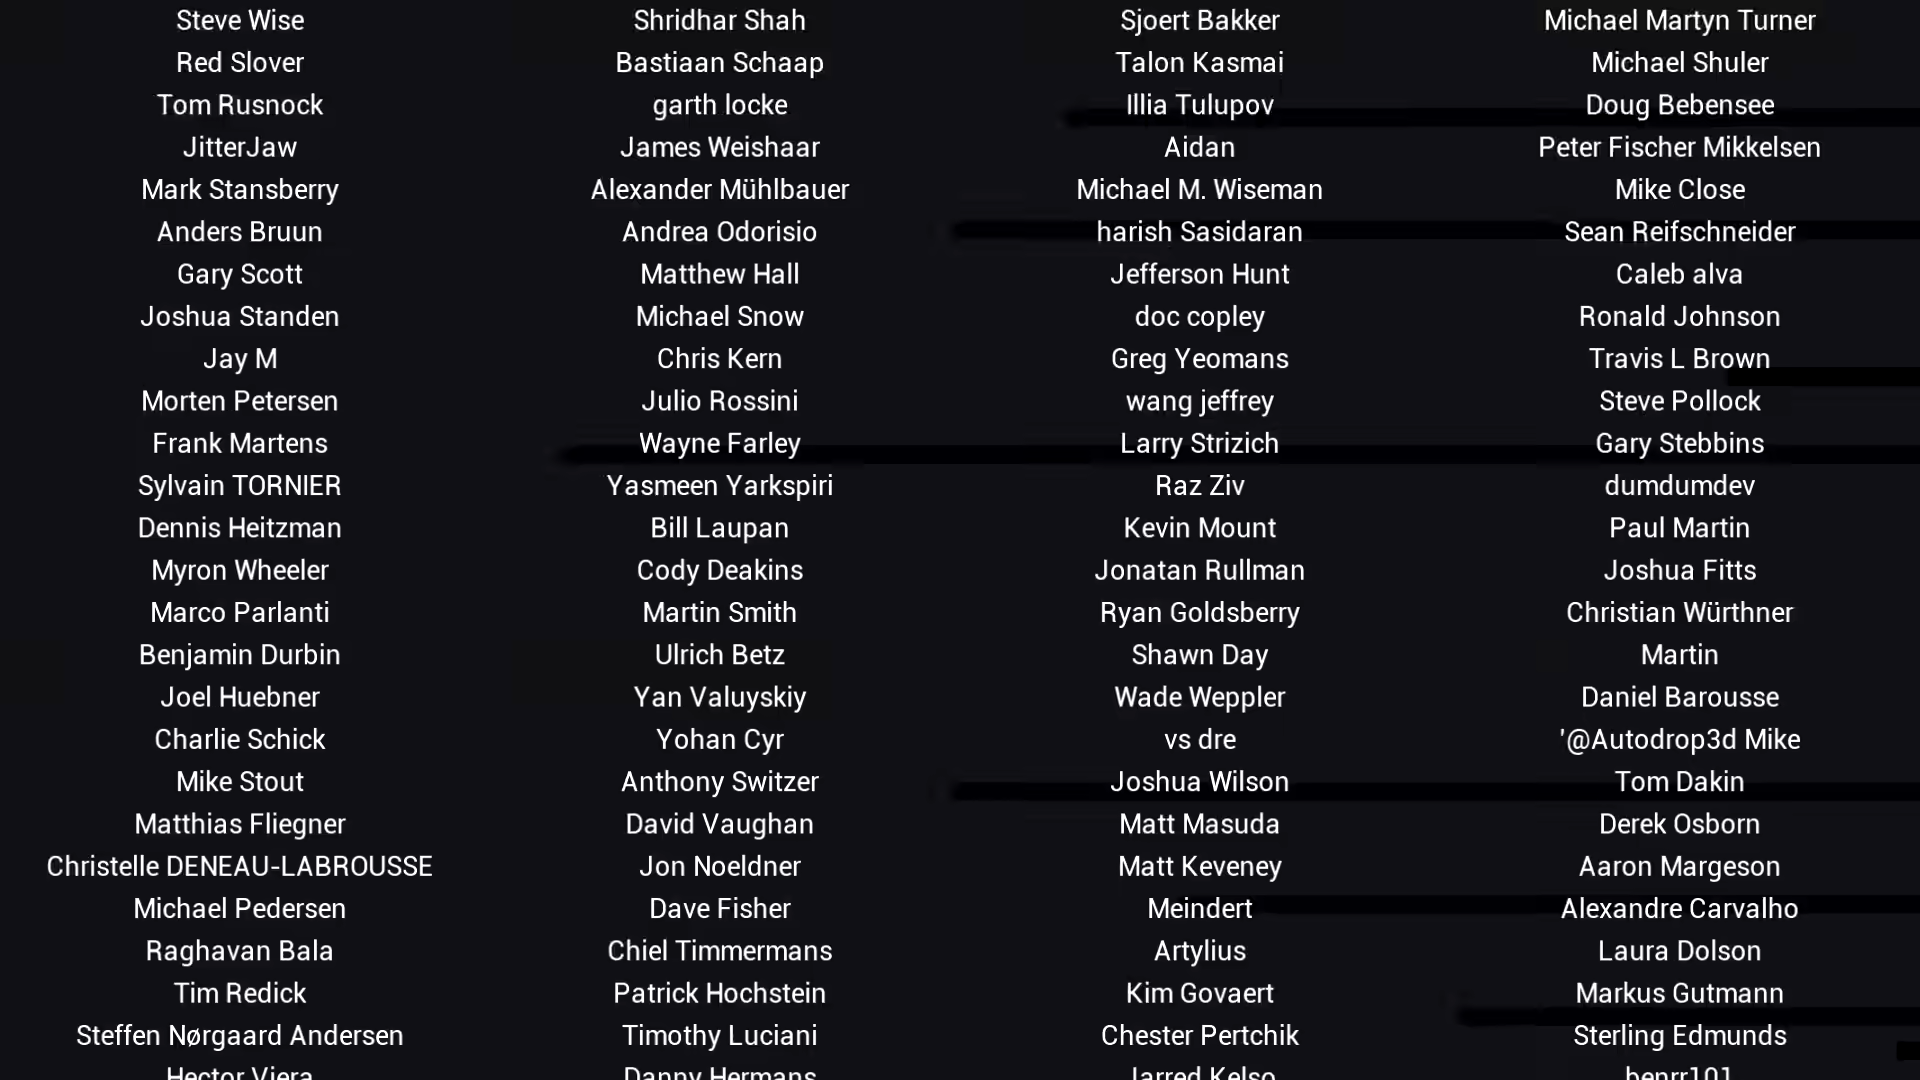 Steve Wise Shridhar Shah Sjoert Bakker Michael Martyn Turner
Red Slover Bastiaan Schaap Talon Kasmai Michael Shuler
Tom Rusnock garth locke Illia Tulupov Doug Bebensee
JitterJaw James Weishaar Aidan Peter Fischer Mikkelsen
Mark Stansberry Alexander Mühlbauer Michael M. Wiseman Mike Close
Anders Bruun Andrea Odorisio harish Sasidaran Sean Reifschneider
Gary Scott Matthew Hall Jefferson Hunt Caleb alva
Joshua Standen Michael Snow doc copley Ronald Johnson
Jay M Chris Kern Greg Yeomans Travis L Brown
Morten Petersen Julio Rossini wang jeffrey Steve Pollock
Frank Martens Wayne Farley Larry Strizich Gary Stebbins
Sylvain TORNIER Yasmeen Yarkspiri Raz Ziv dumdumdev
Dennis Heitzman Bill Laupan Kevin Mount Paul Martin
Myron Wheeler Cody Deakins Jonatan Rullman Joshua Fitts
Marco Parlanti Martin Smith Ryan Goldsberry Christian Würthner
Benjamin Durbin Ulrich Betz Shawn Day Martin
Joel Huebner Yan Valuyskiy Wade Weppler Daniel Barousse
Charlie Schick Yohan Cyr vs dre '@Autodrop3d Mike
Mike Stout Anthony Switzer Joshua Wilson Tom Dakin
Matthias Fliegner David Vaughan Matt Masuda Derek Osborn
Christelle DENEAU-LABROUSSE Jon Noeldner Matt Keveney Aaron Margeson
Michael Pedersen Dave Fisher Meindert Alexandre Carvalho
Raghavan Bala Chiel Timmermans Artylius Laura Dolson
Tim Redick Patrick Hochstein Kim Govaert Markus Gutmann
Steffen Nørgaard Andersen Timothy Luciani Chester Pertchik Sterling Edmunds
Hector Viera Danny Hermans Jarred Kelso benrr101